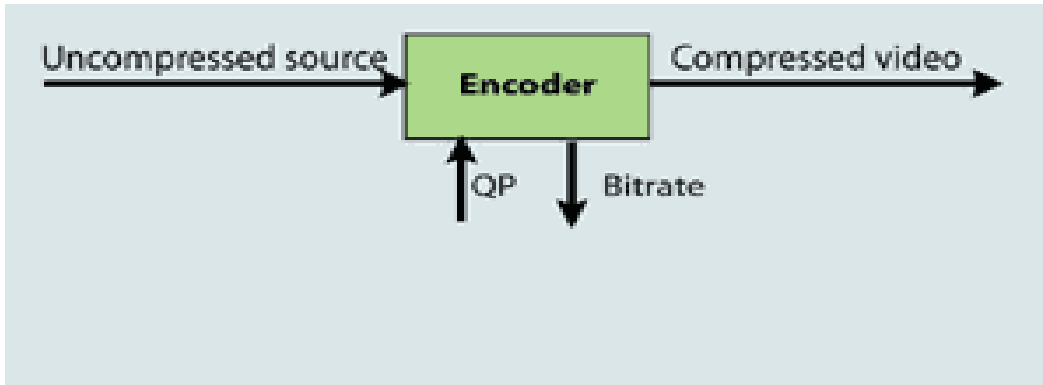 Uncompressed source
Encoder
Compressed video
QP
Bitrate